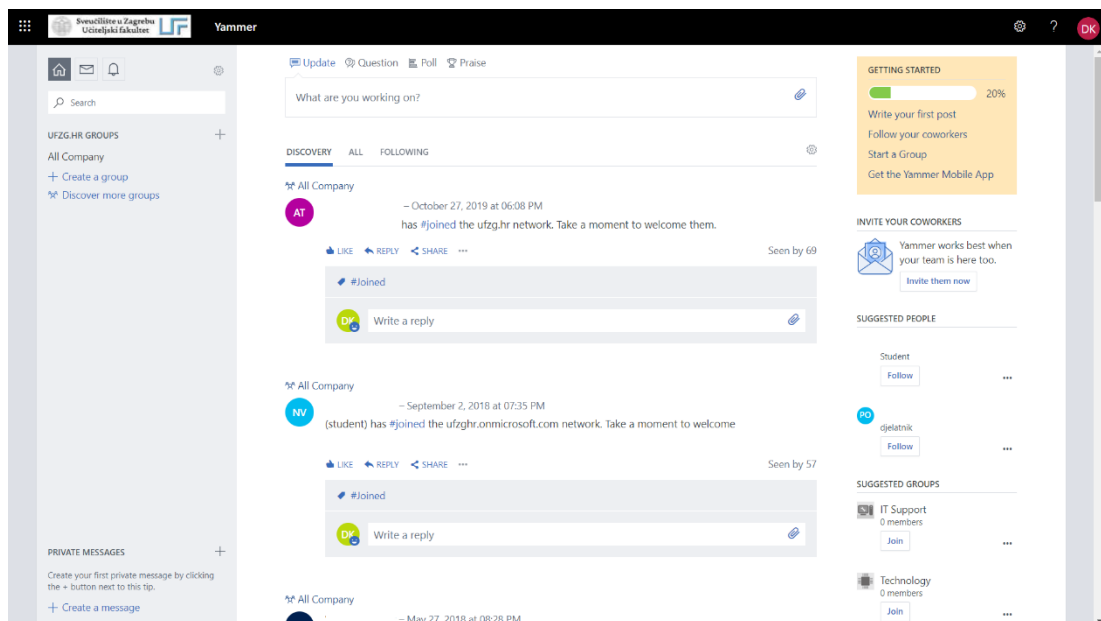 Sveučilište u Zagrebu
Učiteljski fakultet
Yammer
?
DK
Search
UFZG.HR GROUPS
All Company
Create a group
Discover more groups
PRIVATE MESSAGES
Create your first private message by clicking
the + button next to this tip.
Create a message
Update Question Poll Praise
What are you working on?
DISCOVERY ALL FOLLOWING
All Company
AT
– October 27, 2019 at 06:08 PM
has #joined the ufzg.hr network. Take a moment to welcome them.
LIKE REPLY SHARE ••• Seen by 69
#Joined
DK Write a reply
All Company
NV
– September 2, 2018 at 07:35 PM
(student) has #joined the ufzghr.onmicrosoft.com network. Take a moment to welcome
LIKE REPLY SHARE ••• Seen by 57
#Joined
DK Write a reply
All Company
– May 27, 2018 at 08:28 PM
GETTING STARTED
20%
Write your first post
Follow your coworkers
Start a Group
Get the Yammer Mobile App
INVITE YOUR COWORKERS
Yammer works best when
your team is here too.
Invite them now
SUGGESTED PEOPLE
Student
Follow •••
PO
djelatnik
Follow •••
SUGGESTED GROUPS
IT Support
0 members
Join •••
Technology
0 members
Join •••